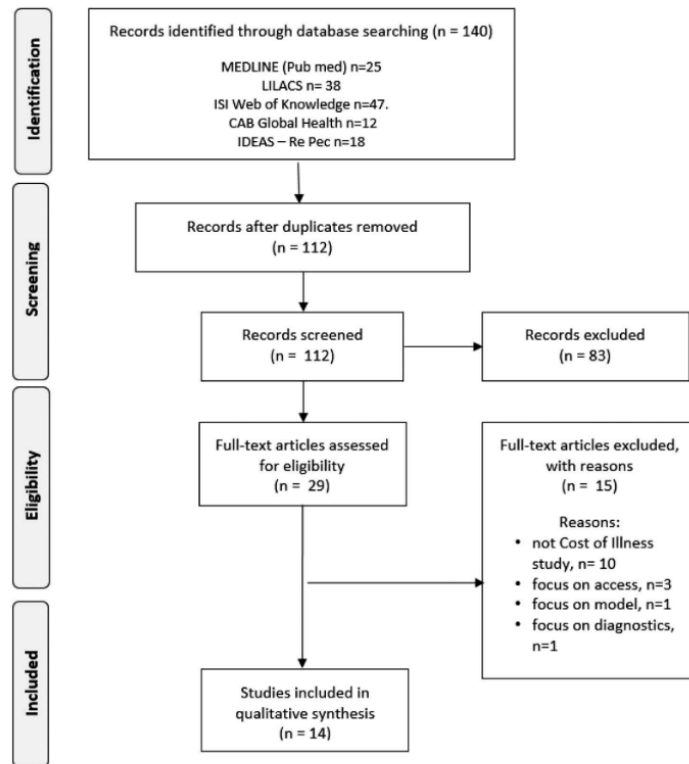 Identification
Records identified through database searching (n = 140)
MEDLINE (Pub med) n=25
LILACS n= 38
ISI Web of Knowledge n=47.
CAB Global Health n=12
IDEAS – Re Pec n=18
Screening
Records after duplicates removed
(n = 112)
Records screened
(n = 112)
Records excluded
(n = 83)
Eligibility
Full-text articles assessed
for eligibility
(n = 29)
Full-text articles excluded,
with reasons
(n = 15)
Reasons:
• not Cost of Illness
study, n= 10
• focus on access, n=3
• focus on model, n=1
• focus on diagnostics,
n=1
Included
Studies included in
qualitative synthesis
(n = 14)